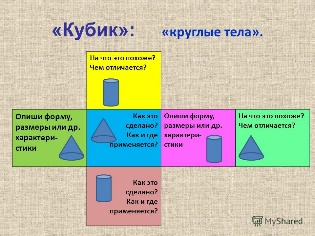 «Кубик»: «круглые тела».
На что это похоже?
Чем отличается?
Опиши форму,
размеры или др.
характери-
стики
Как это
сделано?
Как и где
применяется?
Опиши форму,
размеры или др.
характери-
стики
На что это похоже?
Чем отличается?
Как это
сделано?
Как и где
применяется?
MyShared